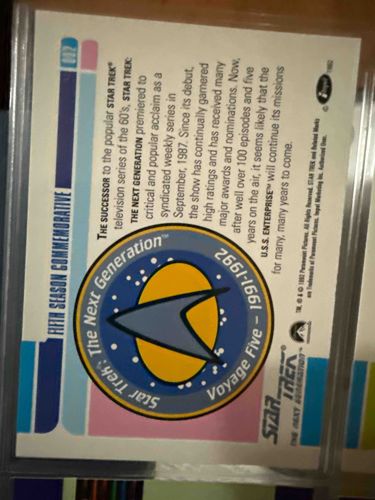 FIFTH SEASON COMMEMORATIVE
002
THE SUCCESSOR to the popular STAR TREK®
television series of the 60's, STAR TREK:
THE NEXT GENERATION premiered to
critical and popular acclaim as a
syndicated weekly series in
September, 1987. Since its debut,
the show has continually garnered
high ratings and has received many
major awards and nominations. Now,
after well over 100 episodes and five
years on the air, it seems likely that the
U.S.S. ENTERPRISE™ will continue its missions
for many, many years to come.
Star Trek: The Next Generation™
Voyage Five – 1991-1992
STAR TREK
THE NEXT GENERATION
TM, ® & © 1992 Paramount Pictures. All Rights Reserved. STAR TREK and Related Marks
are Trademarks of Paramount Pictures. Impel Marketing Inc. Authorized User.
Impel
1992